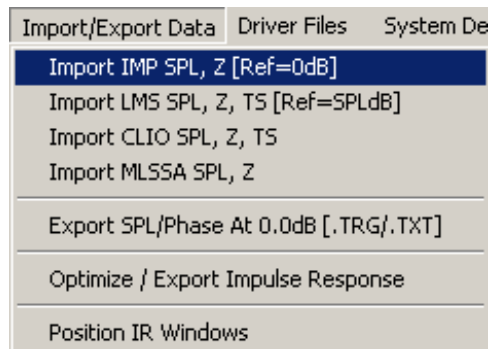 Import/Export Data Driver Files System De
Import IMP SPL, Z [Ref=0dB]
Import LMS SPL, Z, TS [Ref=SPLdB]
Import CLIO SPL, Z, TS
Import MLSSA SPL, Z
Export SPL/Phase At 0.0dB [.TRG/.TXT]
Optimize / Export Impulse Response
Position IR Windows